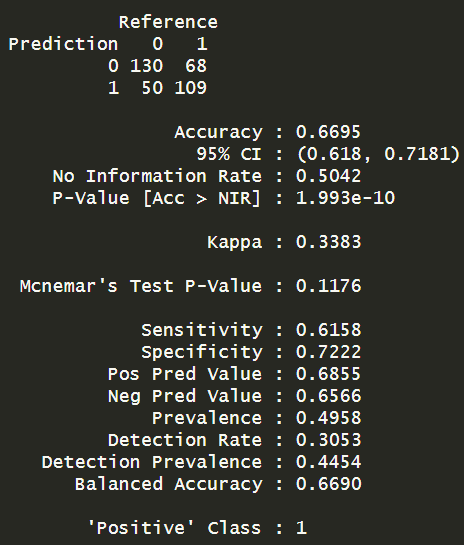 Reference
Prediction 0 1
0 130 68
1 50 109
Accuracy : 0.6695
95% CI : (0.618, 0.7181)
No Information Rate : 0.5042
P-Value [Acc > NIR] : 1.993e-10
Kappa : 0.3383
Mcnemar's Test P-Value : 0.1176
Sensitivity : 0.6158
Specificity : 0.7222
Pos Pred Value : 0.6855
Neg Pred Value : 0.6566
Prevalence : 0.4958
Detection Rate : 0.3053
Detection Prevalence : 0.4454
Balanced Accuracy : 0.6690
'Positive' Class : 1